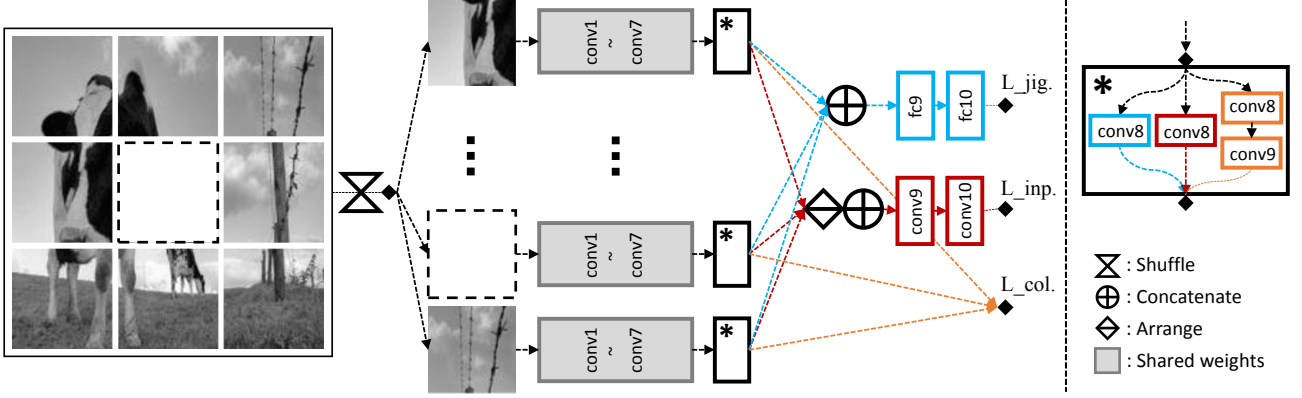 conv1 ~ conv7
*
conv1 ~ conv7
*
conv1 ~ conv7
*
fc9
fc10
L_jig.
conv9
conv10
L_inp.
L_col.
*
conv8
conv8
conv8
conv9
: Shuffle
: Concatenate
: Arrange
: Shared weights